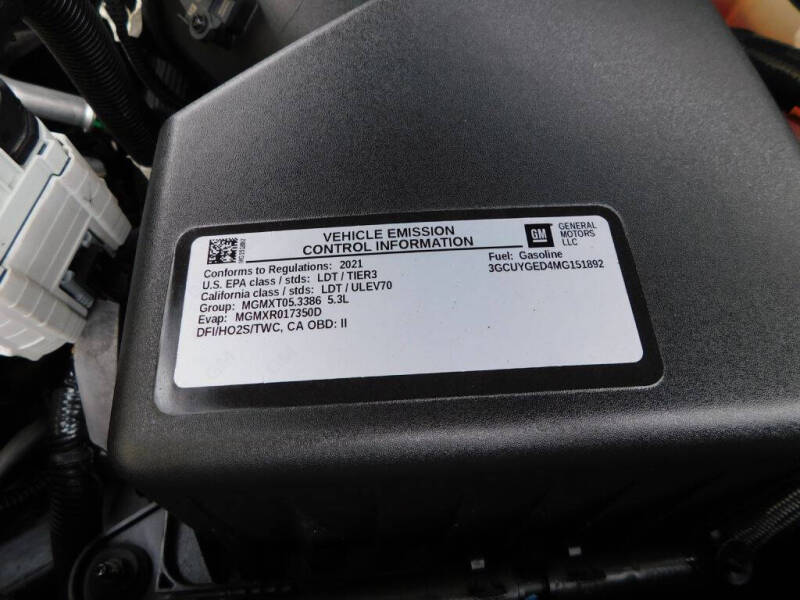 VEHICLE EMISSION
CONTROL INFORMATION
GM
GENERAL
MOTORS
LLC
Conforms to Regulations: 2021
Fuel: Gasoline
U.S. EPA class / stds: LDT / TIER3
3GCUYGED4MG151892
California class / stds: LDT / ULEV70
Group: MGMXT05.3386 5.3L
Evap: MGMXR017350D
DFI/HO2S/TWC, CA OBD: II
MG151892